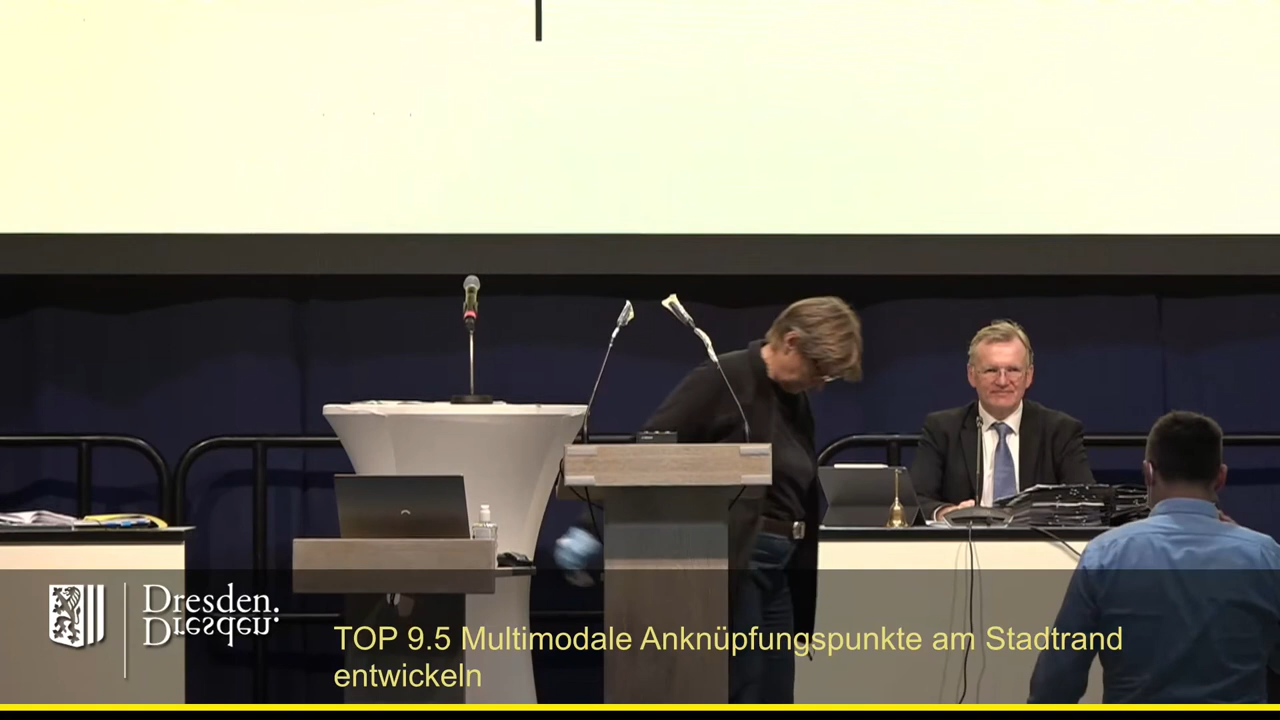 Dresden.
Dresden.
TOP 9.5 Multimodale Anknüpfungspunkte am Stadtrand
entwickeln